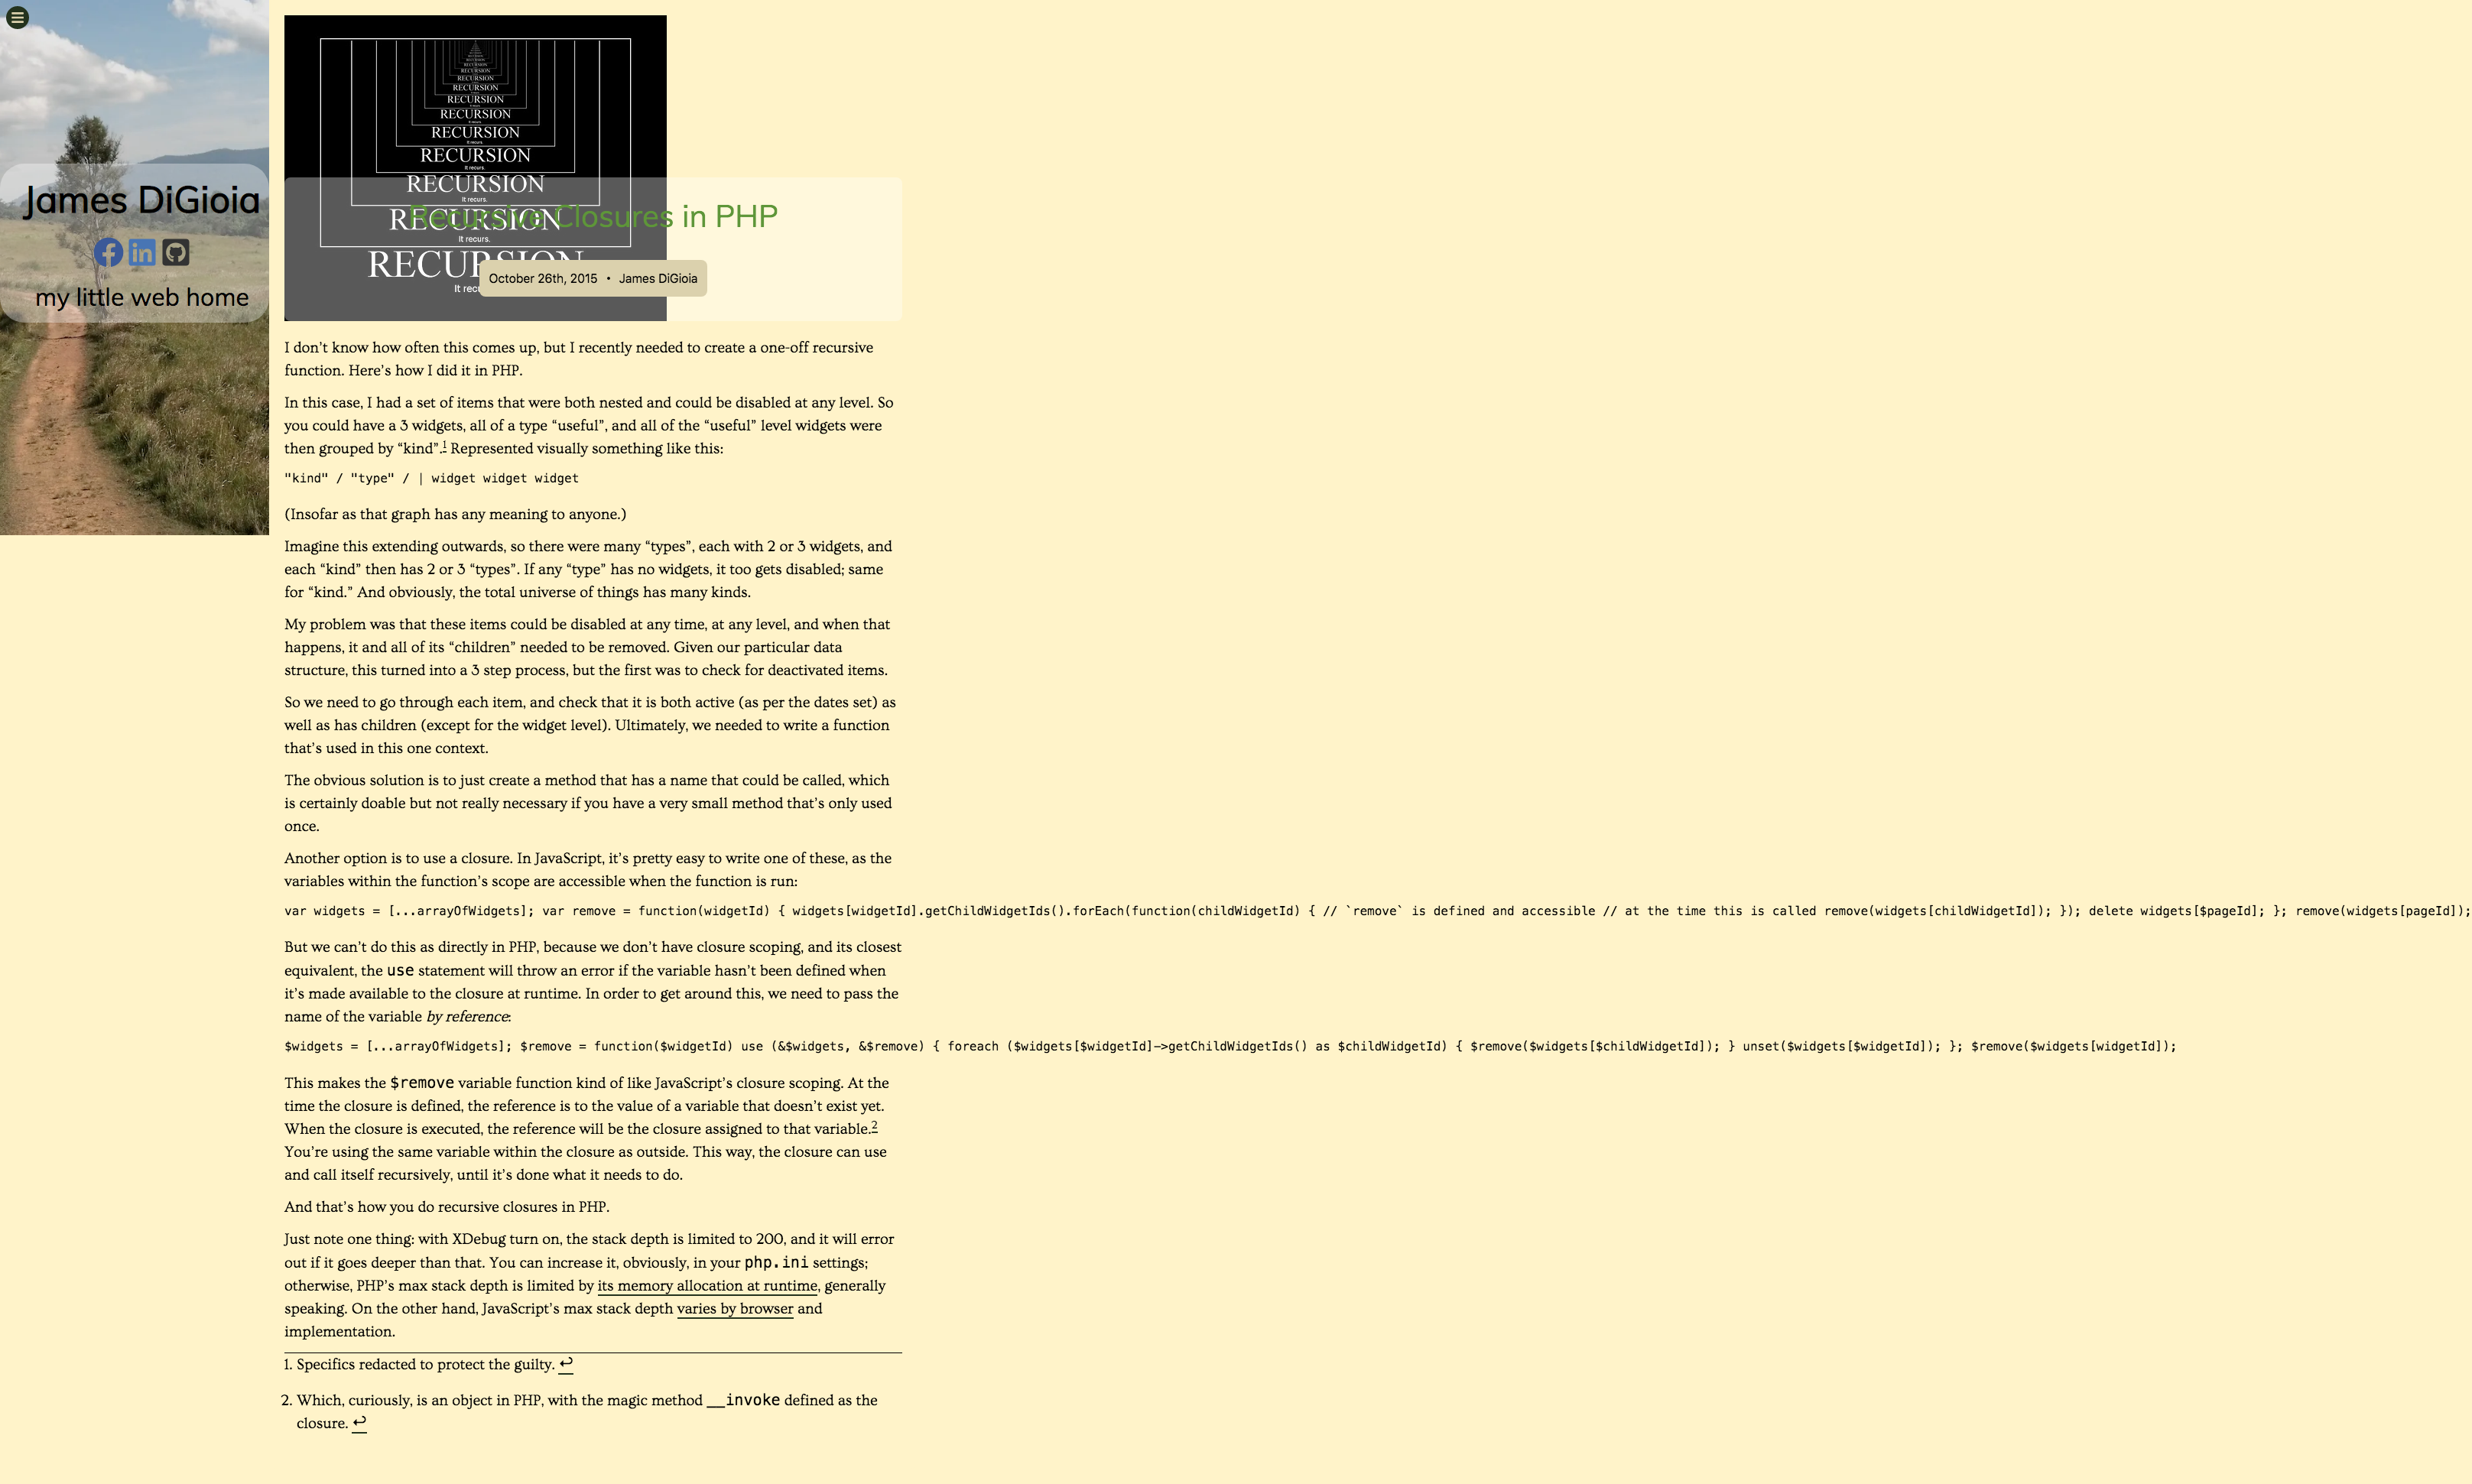 James DiGioia
my little web home
RECURSION
RECURSION
RECURSION
It recurs.
RECURSION
It recurs.
RECURSION
It recurs.
RECURSION
It recurs.
RECURSION
It recurs.
RECURSION
It recurs.
RECURSION
It recurs.
Recursive Closures in PHP
October 26th, 2015 • James DiGioia
I don’t know how often this comes up, but I recently needed to create a one-off recursive
function. Here’s how I did it in PHP.
In this case, I had a set of items that were both nested and could be disabled at any level. So
you could have a 3 widgets, all of a type “useful”, and all of the “useful” level widgets were
then grouped by “kind”.1 Represented visually something like this:
"kind" / "type" / | widget widget widget
(Insofar as that graph has any meaning to anyone.)
Imagine this extending outwards, so there were many “types”, each with 2 or 3 widgets, and
each “kind” then has 2 or 3 “types”. If any “type” has no widgets, it too gets disabled; same
for “kind.” And obviously, the total universe of things has many kinds.
My problem was that these items could be disabled at any time, at any level, and when that
happens, it and all of its “children” needed to be removed. Given our particular data
structure, this turned into a 3 step process, but the first was to check for deactivated items.
So we need to go through each item, and check that it is both active (as per the dates set) as
well as has children (except for the widget level). Ultimately, we needed to write a function
that’s used in this one context.
The obvious solution is to just create a method that has a name that could be called, which
is certainly doable but not really necessary if you have a very small method that’s only used
once.
Another option is to use a closure. In JavaScript, it’s pretty easy to write one of these, as the
variables within the function’s scope are accessible when the function is run:
var widgets = [...arrayOfWidgets]; var remove = function(widgetId) { widgets[widgetId].getChildWidgetIds().forEach(function(childWidgetId) { // `remove` is defined and accessible // at the time this is called remove(widgets[childWidgetId]); }); delete widgets[$pageId]; }; remove(widgets[pageId]);
But we can’t do this as directly in PHP, because we don’t have closure scoping, and its closest
equivalent, the use statement will throw an error if the variable hasn’t been defined when
it’s made available to the closure at runtime. In order to get around this, we need to pass the
name of the variable by reference:
$widgets = [...arrayOfWidgets]; $remove = function($widgetId) use (&$widgets, &$remove) { foreach ($widgets[$widgetId]->getChildWidgetIds() as $childWidgetId) { $remove($widgets[$childWidgetId]); } unset($widgets[$widgetId]); }; $remove($widgets[widgetId]);
This makes the $remove variable function kind of like JavaScript’s closure scoping. At the
time the closure is defined, the reference is to the value of a variable that doesn’t exist yet.
When the closure is executed, the reference will be the closure assigned to that variable.2
You’re using the same variable within the closure as outside. This way, the closure can use
and call itself recursively, until it’s done what it needs to do.
And that’s how you do recursive closures in PHP.
Just note one thing: with XDebug turn on, the stack depth is limited to 200, and it will error
out if it goes deeper than that. You can increase it, obviously, in your php.ini settings;
otherwise, PHP’s max stack depth is limited by its memory allocation at runtime, generally
speaking. On the other hand, JavaScript’s max stack depth varies by browser and
implementation.
1. Specifics redacted to protect the guilty. ↩
2. Which, curiously, is an object in PHP, with the magic method __invoke defined as the
closure. ↩